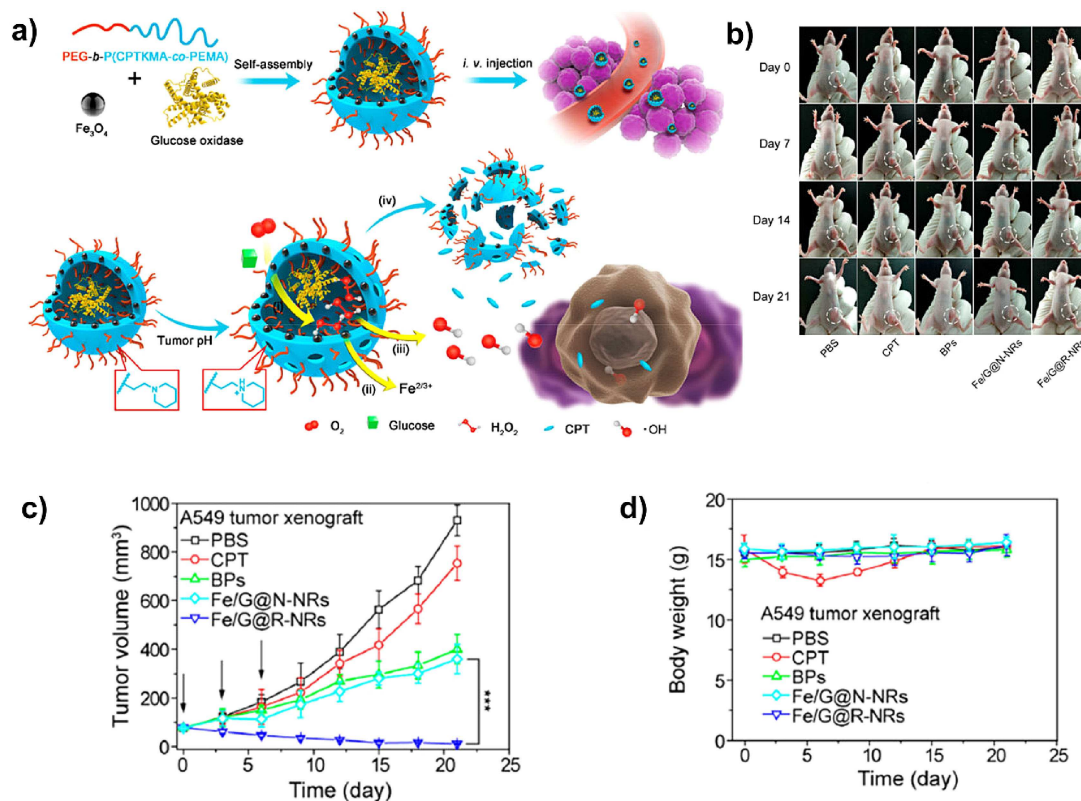 a)
PEG-b-P(CPTKMA-co-PEMA)
+
Fe3O4
Glucose oxidase
Self-assembly
i. v. injection
Tumor pH
N
H
N
+
(i)
(ii)
(iii)
(iv)
Fe2/3+
O2
Glucose
H2O2
CPT
·OH
b)
Day 0
Day 7
Day 14
Day 21
PBS
CPT
BPs
Fe/G@N-NRs
Fe/G@R-NRs
c)
A549 tumor xenograft
PBS
CPT
BPs
Fe/G@N-NRs
Fe/G@R-NRs
***
Tumor volume (nm3)
1000
800
600
400
200
0
0 5 10 15 20 25
Time (day)
d)
A549 tumor xenograft
PBS
CPT
BPs
Fe/G@N-NRs
Fe/G@R-NRs
Body weight (g)
20
15
10
5
0
0 5 10 15 20 25
Time (day)